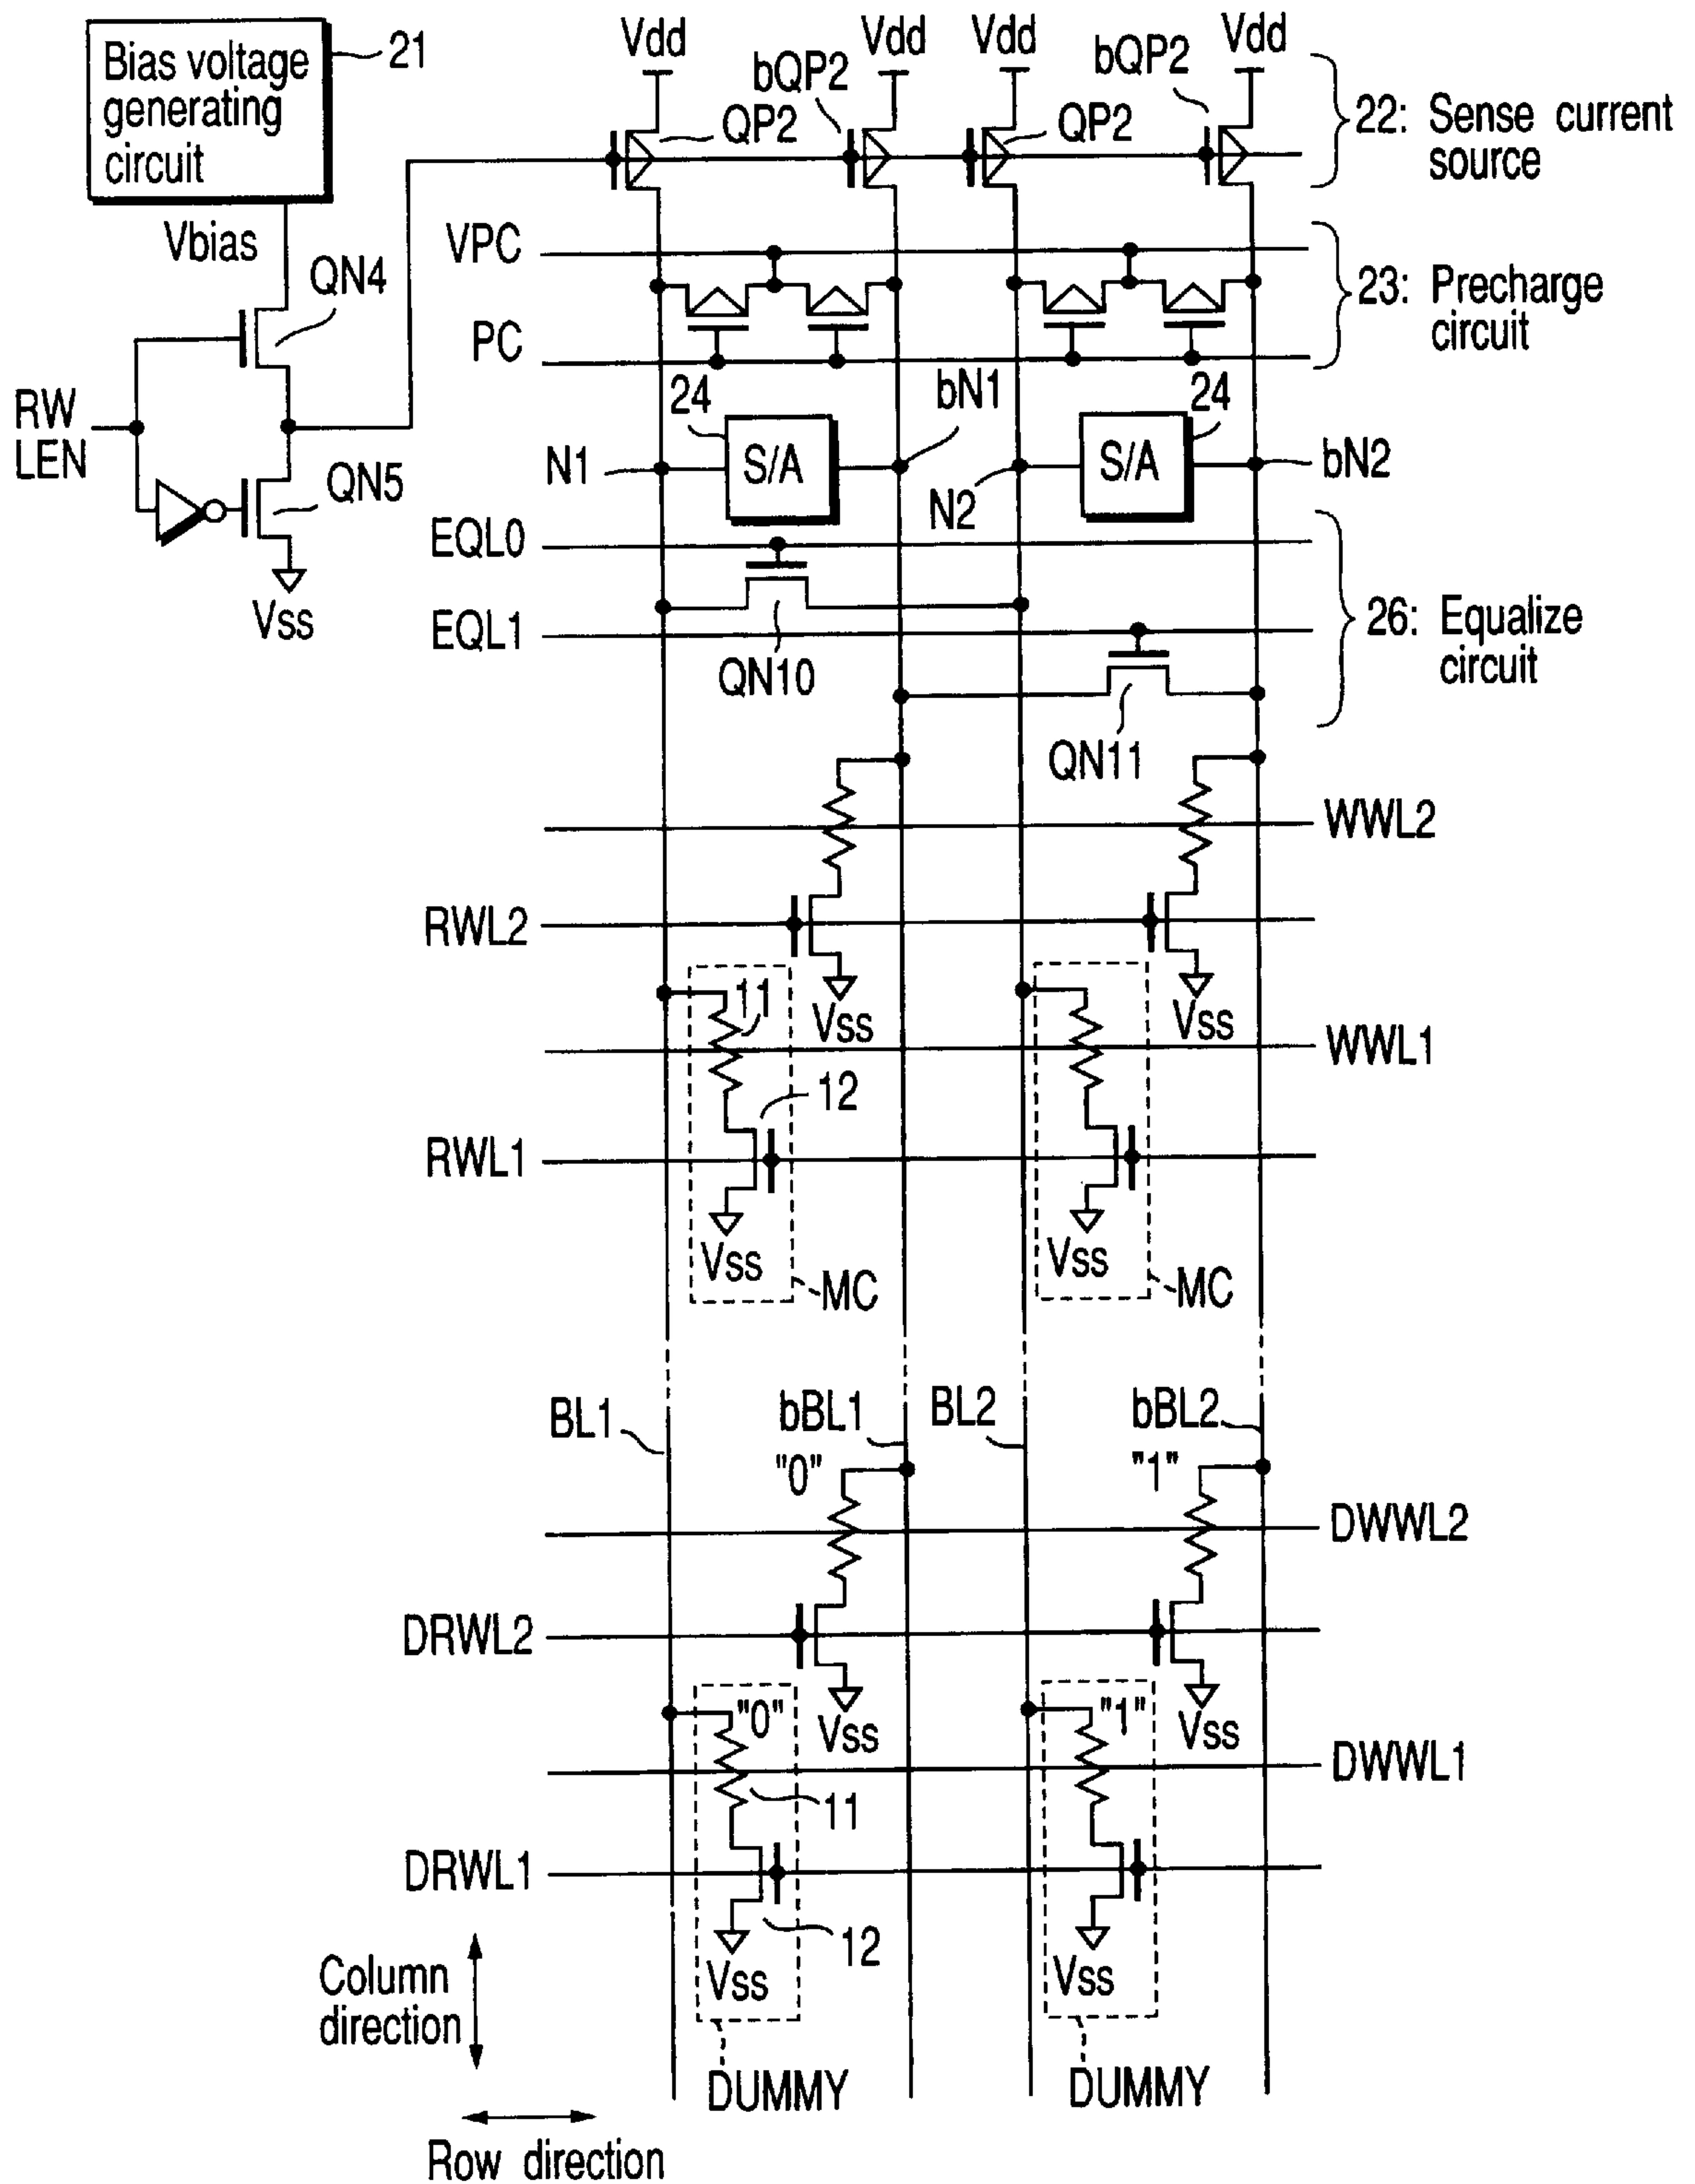 Vdd
Vdd
Vdd
Vdd
Bias voltage
generating
circuit
21
bQP2
QP2
bQP2
QP2
22: Sense current
source
Vbias
QN4
VPC
PC
23: Precharge
circuit
RW
LEN
24
bN1
24
N1
S/A
N2
S/A
bN2
QN5
Vss
EQL0
EQL1
QN10
QN11
26: Equalize
circuit
WWL2
RWL2
Vss
Vss
11
WWL1
12
RWL1
Vss
Vss
MC
MC
BL1
bBL1
BL2
bBL2
"0"
"1"
DWWL2
DRWL2
Vss
Vss
"0"
"1"
DWWL1
11
DRWL1
12
Vss
Vss
Column
direction
DUMMY
DUMMY
Row direction